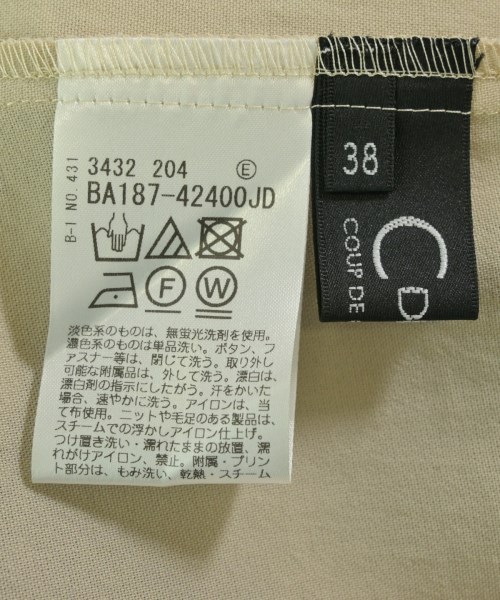 B-I NO.431
3432 204 E
BA187-42400JD
F W
淡色系のものは、無蛍光洗剤を使用。
濃色系のものは単品洗い。ボタン、フ
ァスナー等は、閉じて洗う。取り外し
可能な附属品は、外して洗う。漂白は、
漂白剤の指示にしたがう。汗をかいた
場合、速やかに洗う。アイロンは、当
て布使用。ニットや毛足のある製品は、
スチームでの浮かしアイロン仕上げ。
つけ置き洗い・濡れたままの放置、濡
れがけアイロン、禁止。附属・プリン
ト部分は、もみ洗い、乾熱・スチーム
38
CD
COUP DE